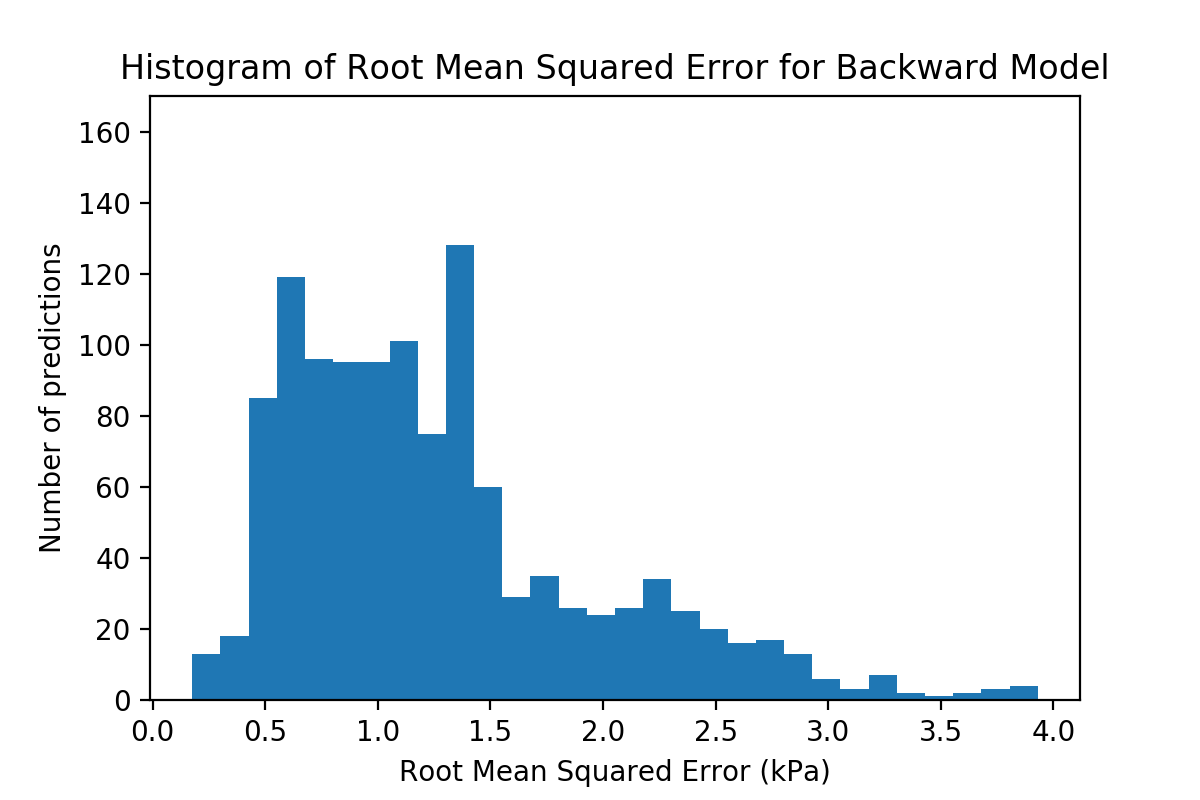 Histogram of Root Mean Squared Error for Backward Model
160
140
120
100
80
60
40
20
0
Number of predictions
0.0 0.5 1.0 1.5 2.0 2.5 3.0 3.5 4.0
Root Mean Squared Error (kPa)